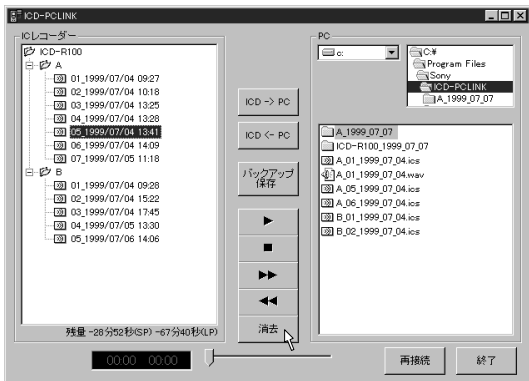 ICD-PCLINK
ICレコーダー
ICD-R100
A
01_1999/07/04 09:27
02_1999/07/04 10:18
03_1999/07/04 13:25
04_1999/07/04 13:28
05_1999/07/04 13:41
06_1999/07/04 14:09
07_1999/07/05 11:18
B
01_1999/07/04 09:28
02_1999/07/04 15:22
03_1999/07/04 17:45
04_1999/07/05 13:30
05_1999/07/06 14:06
残量 -28分52秒(SP) -67分40秒(LP)
00:00 00:00
ICD -> PC
ICD <- PC
バックアップ
保存
消去
PC
c:
C:¥
Program Files
Sony
ICD-PCLINK
A_1999_07_07
A_1999_07_07
ICD-R100_1999_07_07
A_01_1999_07_04.ics
A_01_1999_07_04.wav
A_05_1999_07_04.ics
A_06_1999_07_04.ics
B_01_1999_07_04.ics
B_02_1999_07_04.ics
再接続
終了